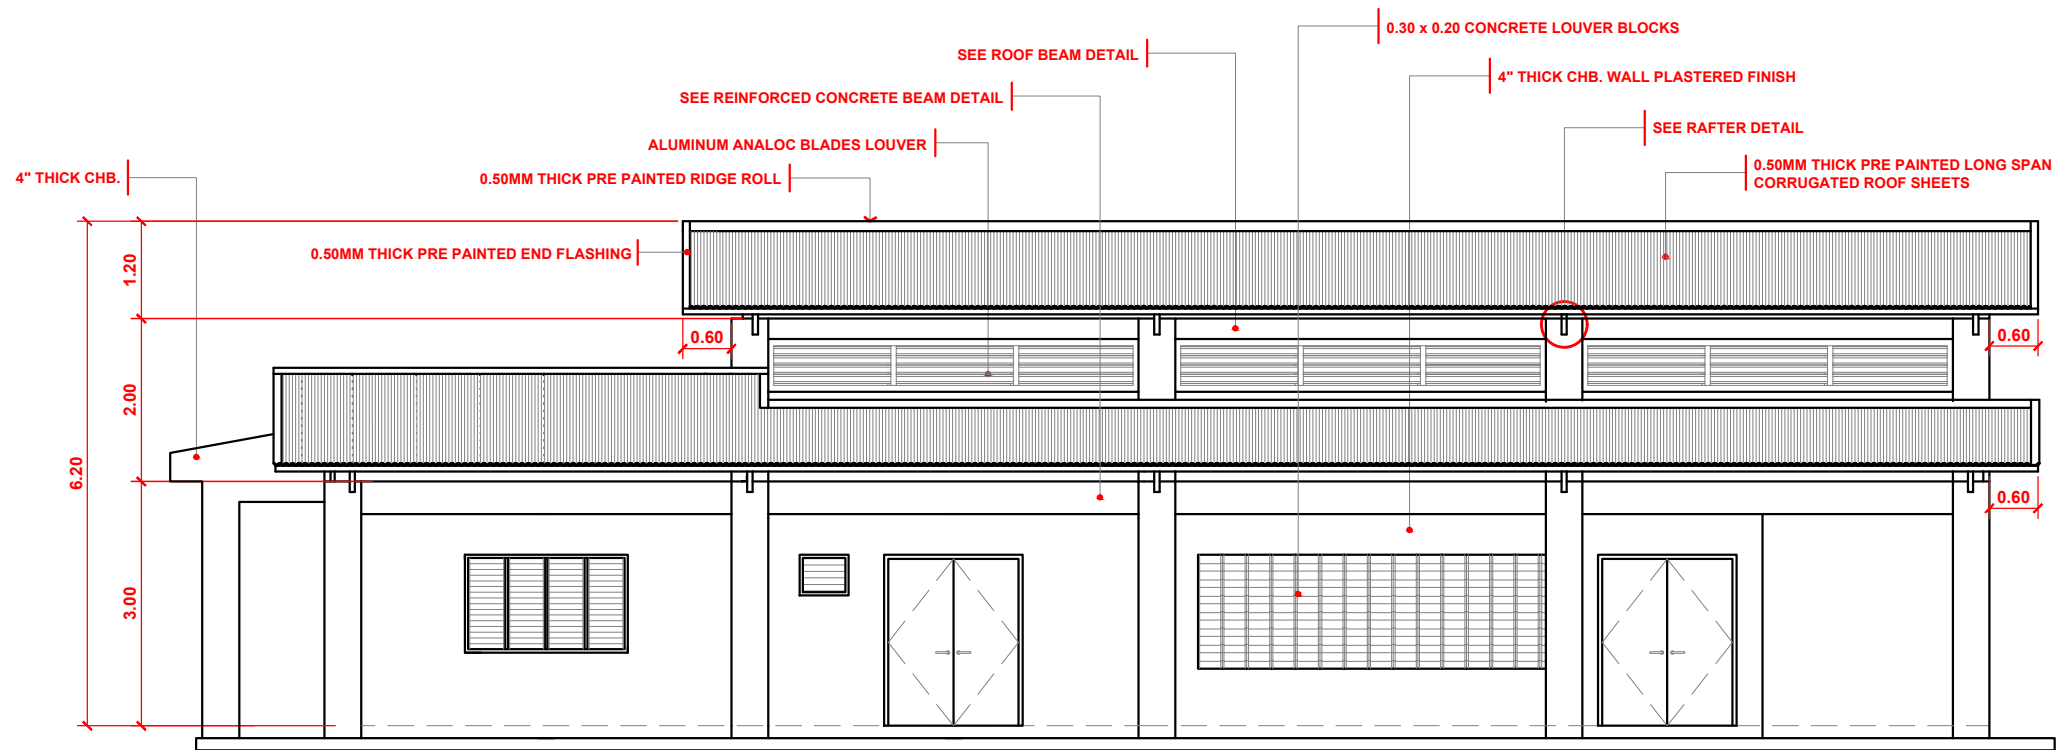 0.30 x 0.20 CONCRETE LOUVER BLOCKS
SEE ROOF BEAM DETAIL
4" THICK CHB. WALL PLASTERED FINISH
SEE REINFORCED CONCRETE BEAM DETAIL
SEE RAFTER DETAIL
ALUMINUM ANALOC BLADES LOUVER
0.50MM THICK PRE PAINTED LONG SPAN
CORRUGATED ROOF SHEETS
4" THICK CHB.
0.50MM THICK PRE PAINTED RIDGE ROLL
0.50MM THICK PRE PAINTED END FLASHING
1.20
0.60
0.60
2.00
6.20
0.60
3.00